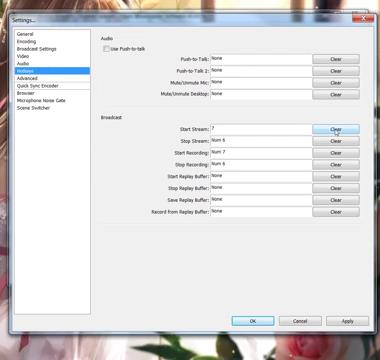 Settings...
General
Encoding
Broadcast Settings
Video
Audio
Hotkeys
Advanced
Quick Sync Encoder
Browser
Microphone Noise Gate
Scene Switcher
Audio
Use Push-to-talk
Push-to-Talk: None Clear
Push-to-Talk 2: None Clear
Mute/Unmute Mic: None Clear
Mute/Unmute Desktop: None Clear
Broadcast
Start Stream: 7 Clear
Stop Stream: Num 6 Clear
Start Recording: Num 7 Clear
Stop Recording: Num 6 Clear
Start Replay Buffer: None Clear
Stop Replay Buffer: None Clear
Save Replay Buffer: None Clear
Record from Replay Buffer: None Clear
OK Cancel Apply